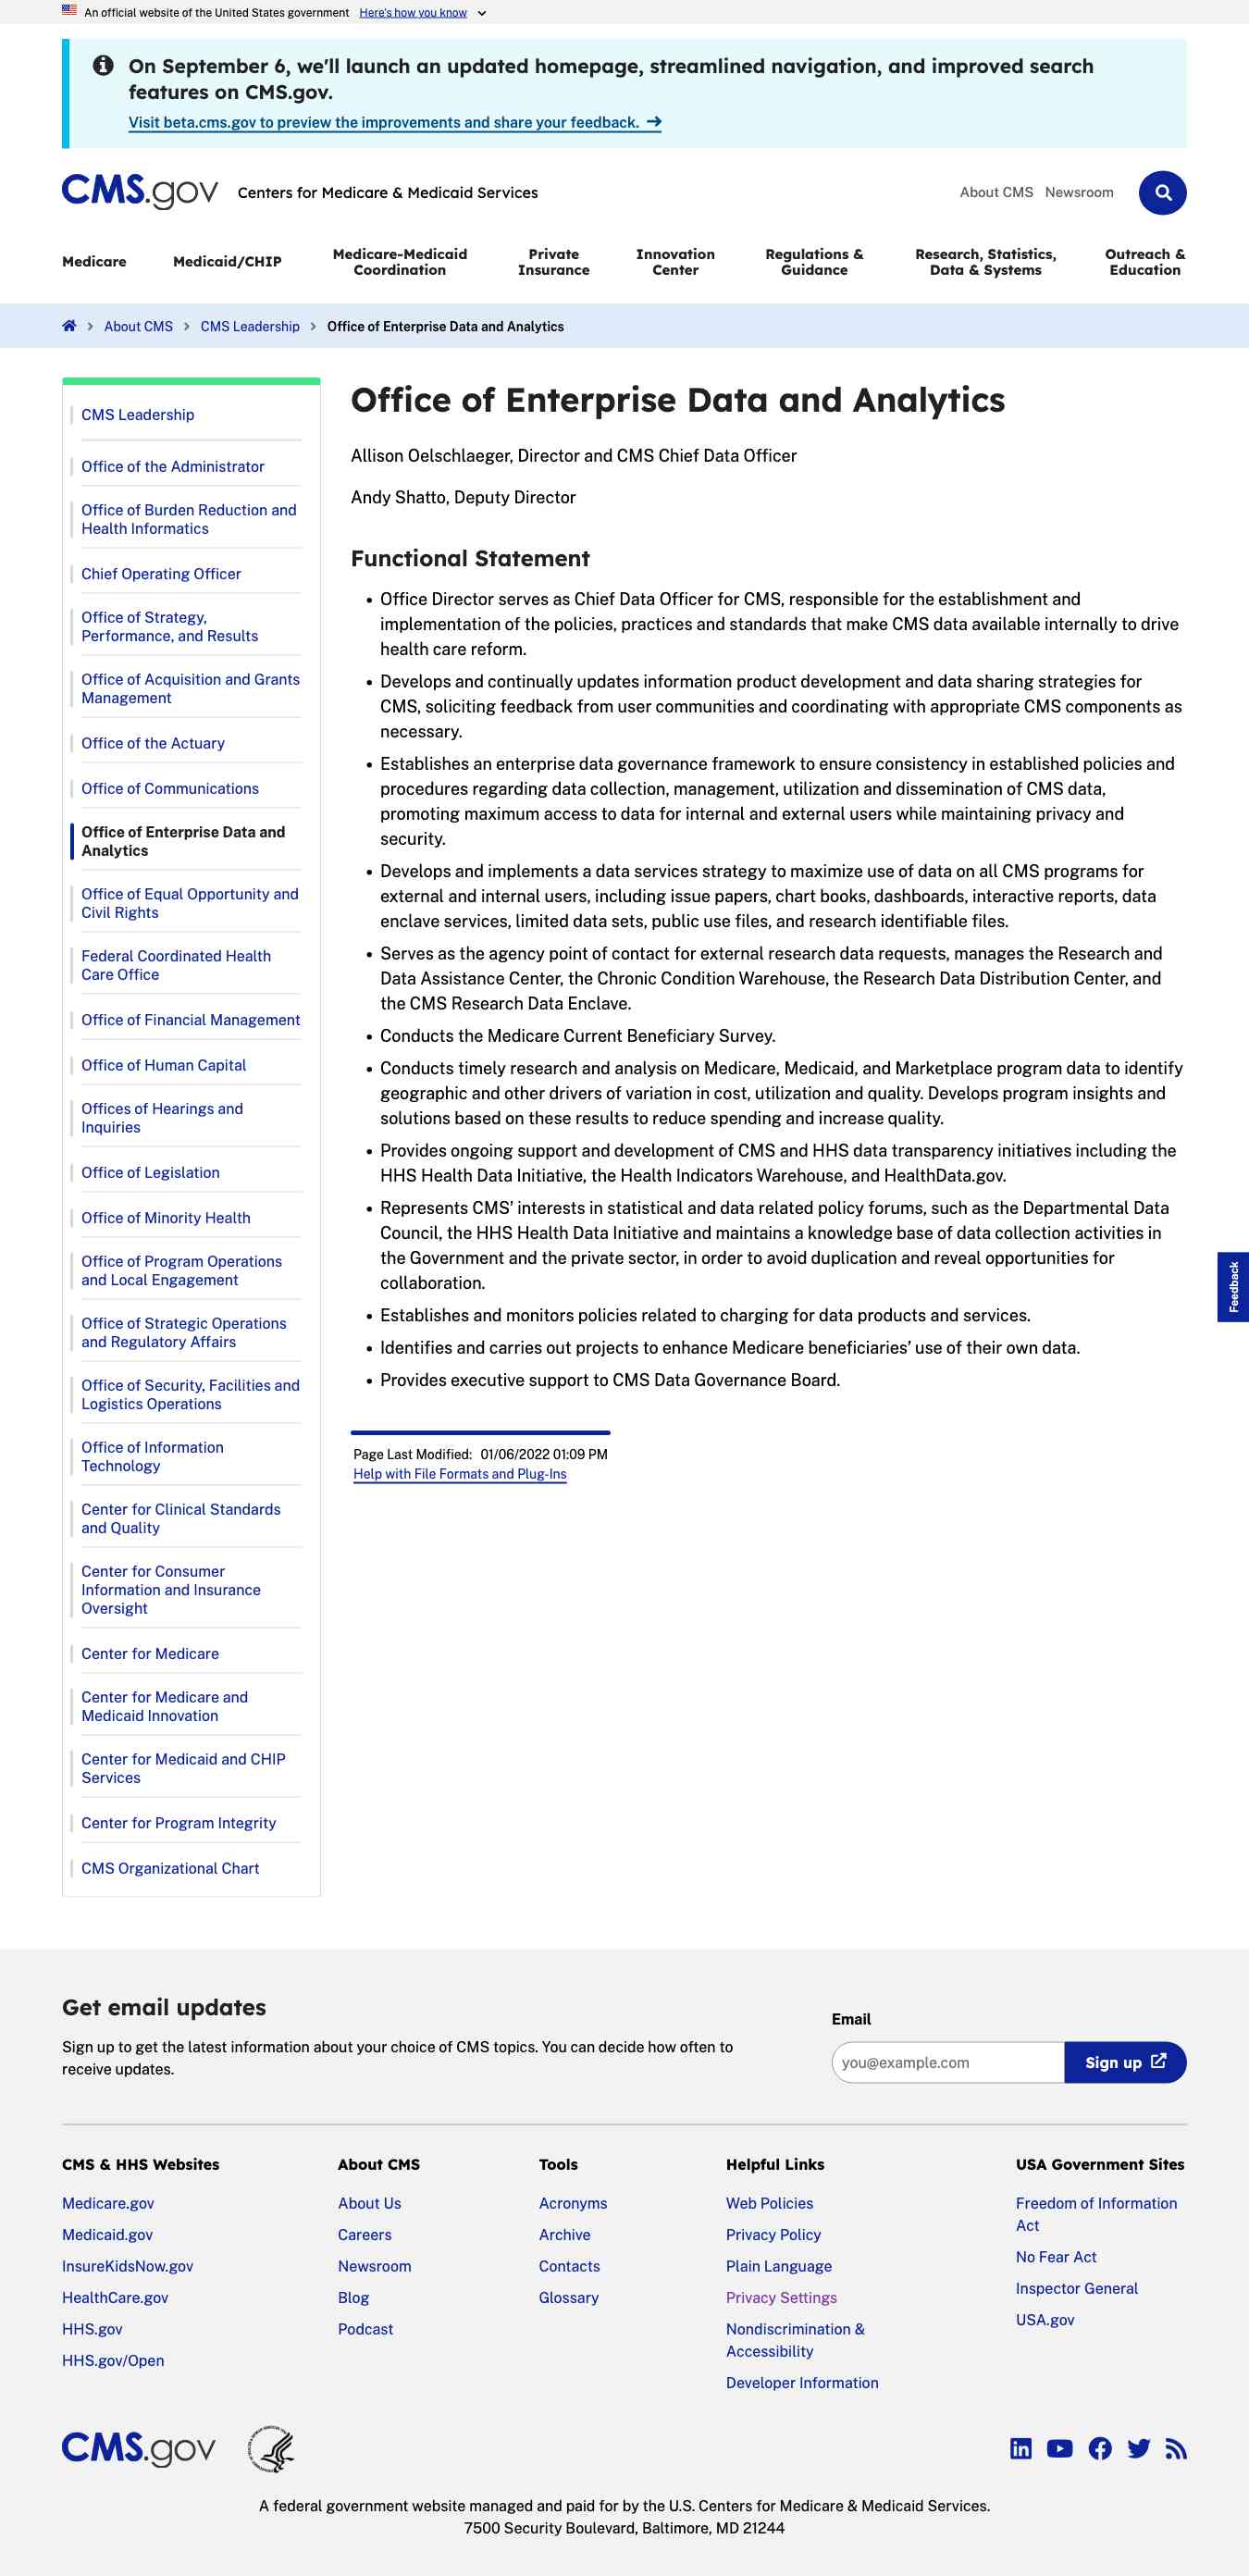 An official website of the United States government Here's how you know
On September 6, we'll launch an updated homepage, streamlined navigation, and improved search
features on CMS.gov.
Visit beta.cms.gov to preview the improvements and share your feedback.
CMS.gov Centers for Medicare & Medicaid Services
About CMS Newsroom
Medicare
Medicaid/CHIP
Medicare-Medicaid
Coordination
Private
Insurance
Innovation
Center
Regulations &
Guidance
Research, Statistics,
Data & Systems
Outreach &
Education
About CMS CMS Leadership Office of Enterprise Data and Analytics
CMS Leadership
Office of the Administrator
Office of Burden Reduction and
Health Informatics
Chief Operating Officer
Office of Strategy,
Performance, and Results
Office of Acquisition and Grants
Management
Office of the Actuary
Office of Communications
Office of Enterprise Data and
Analytics
Office of Equal Opportunity and
Civil Rights
Federal Coordinated Health
Care Office
Office of Financial Management
Office of Human Capital
Offices of Hearings and
Inquiries
Office of Legislation
Office of Minority Health
Office of Program Operations
and Local Engagement
Office of Strategic Operations
and Regulatory Affairs
Office of Security, Facilities and
Logistics Operations
Office of Information
Technology
Center for Clinical Standards
and Quality
Center for Consumer
Information and Insurance
Oversight
Center for Medicare
Center for Medicare and
Medicaid Innovation
Center for Medicaid and CHIP
Services
Center for Program Integrity
CMS Organizational Chart
Office of Enterprise Data and Analytics
Allison Oelschlaeger, Director and CMS Chief Data Officer
Andy Shatto, Deputy Director
Functional Statement
• Office Director serves as Chief Data Officer for CMS, responsible for the establishment and
implementation of the policies, practices and standards that make CMS data available internally to drive
health care reform.
• Develops and continually updates information product development and data sharing strategies for
CMS, soliciting feedback from user communities and coordinating with appropriate CMS components as
necessary.
• Establishes an enterprise data governance framework to ensure consistency in established policies and
procedures regarding data collection, management, utilization and dissemination of CMS data,
promoting maximum access to data for internal and external users while maintaining privacy and
security.
• Develops and implements a data services strategy to maximize use of data on all CMS programs for
external and internal users, including issue papers, chart books, dashboards, interactive reports, data
enclave services, limited data sets, public use files, and research identifiable files.
• Serves as the agency point of contact for external research data requests, manages the Research and
Data Assistance Center, the Chronic Condition Warehouse, the Research Data Distribution Center, and
the CMS Research Data Enclave.
• Conducts the Medicare Current Beneficiary Survey.
• Conducts timely research and analysis on Medicare, Medicaid, and Marketplace program data to identify
geographic and other drivers of variation in cost, utilization and quality. Develops program insights and
solutions based on these results to reduce spending and increase quality.
• Provides ongoing support and development of CMS and HHS data transparency initiatives including the
HHS Health Data Initiative, the Health Indicators Warehouse, and HealthData.gov.
• Represents CMS' interests in statistical and data related policy forums, such as the Departmental Data
Council, the HHS Health Data Initiative and maintains a knowledge base of data collection activities in
the Government and the private sector, in order to avoid duplication and reveal opportunities for
collaboration.
• Establishes and monitors policies related to charging for data products and services.
• Identifies and carries out projects to enhance Medicare beneficiaries' use of their own data.
• Provides executive support to CMS Data Governance Board.
Page Last Modified: 01/06/2022 01:09 PM
Help with File Formats and Plug-Ins
Feedback
Get email updates
Sign up to get the latest information about your choice of CMS topics. You can decide how often to
receive updates.
Email
you@example.com
Sign up
CMS & HHS Websites
Medicare.gov
Medicaid.gov
InsureKidsNow.gov
HealthCare.gov
HHS.gov
HHS.gov/Open
About CMS
About Us
Careers
Newsroom
Blog
Podcast
Tools
Acronyms
Archive
Contacts
Glossary
Helpful Links
Web Policies
Privacy Policy
Plain Language
Privacy Settings
Nondiscrimination &
Accessibility
Developer Information
USA Government Sites
Freedom of Information
Act
No Fear Act
Inspector General
USA.gov
CMS.gov
A federal government website managed and paid for by the U.S. Centers for Medicare & Medicaid Services.
7500 Security Boulevard, Baltimore, MD 21244